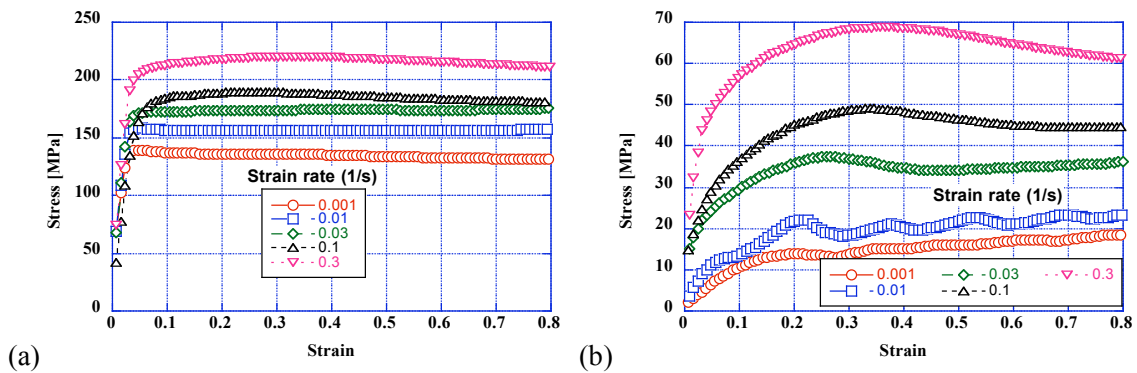 250
200
150
100
50
0
Stress [MPa]
0 0.1 0.2 0.3 0.4 0.5 0.6 0.7 0.8
Strain
Strain rate (1/s)
0.001
0.01
0.03
0.1
0.3
(a)
70
60
50
40
30
20
10
0
Stress [MPa]
0 0.1 0.2 0.3 0.4 0.5 0.6 0.7 0.8
Strain
Strain rate (1/s)
0.001 0.03 0.3
0.01 0.1
(b)